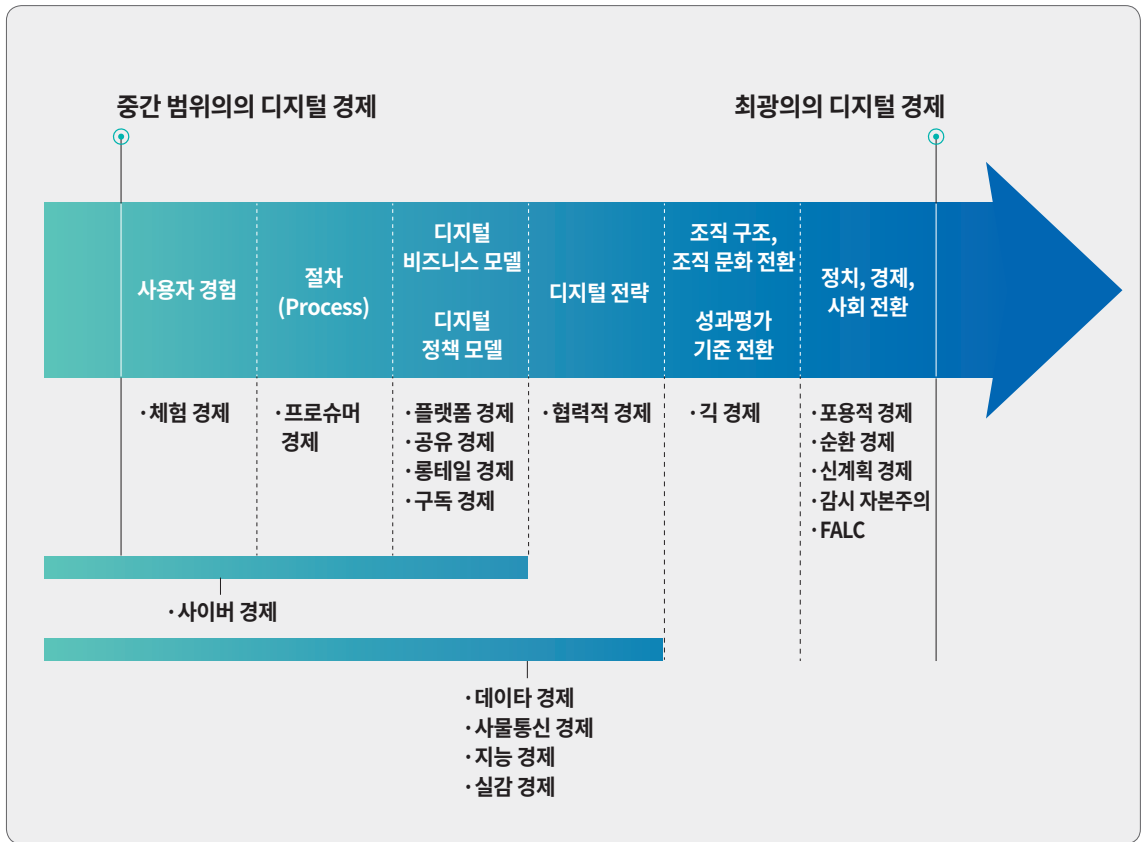 중간 범위의의 디지털 경제
최광의의 디지털 경제
사용자 경험
절차
(Process)
디지털
비즈니스 모델
디지털
정책 모델
디지털 전략
조직 구조,
조직 문화 전환
성과평가
기준 전환
정치, 경제,
사회 전환
·체험 경제
·프로슈머
경제
·플랫폼 경제
·공유 경제
·롱테일 경제
·구독 경제
·협력적 경제
·긱 경제
·포용적 경제
·순환 경제
·신계획 경제
·감시 자본주의
·FALC
·사이버 경제
·데이타 경제
·사물통신 경제
·지능 경제
·실감 경제